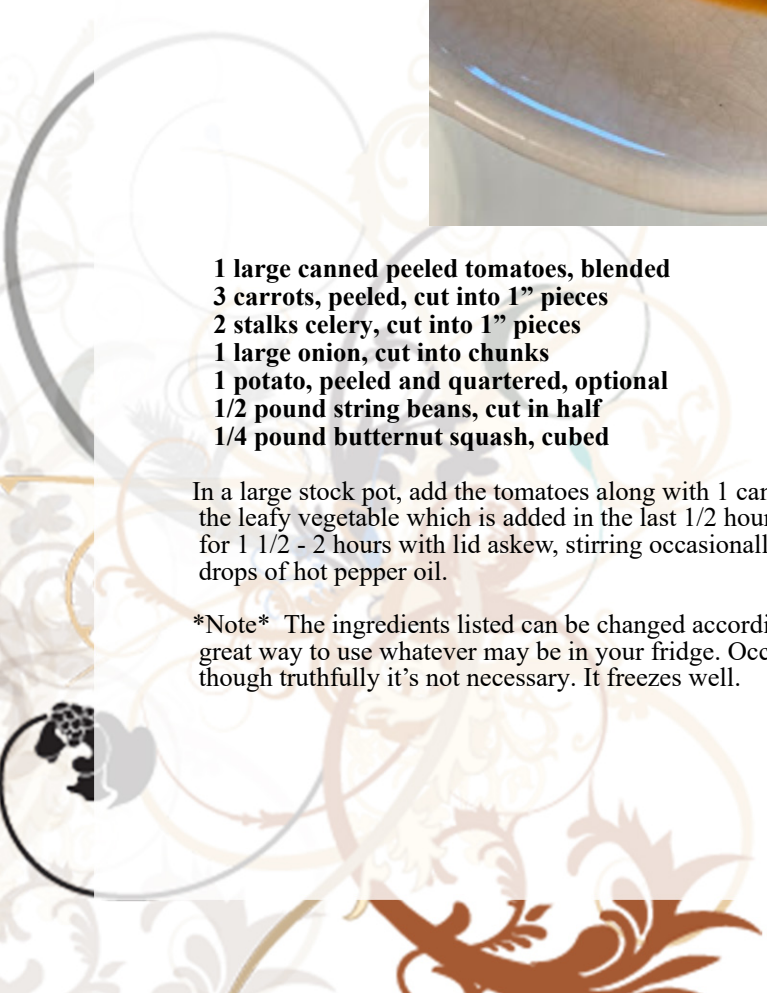 1 large canned peeled tomatoes, blended
3 carrots, peeled, cut into 1” pieces
2 stalks celery, cut into 1” pieces
1 large onion, cut into chunks
1 potato, peeled and quartered, optional
1/2 pound string beans, cut in half
1/4 pound butternut squash, cubed
In a large stock pot, add the tomatoes along with 1 can
the leafy vegetable which is added in the last 1/2 hour
for 1 1/2 - 2 hours with lid askew, stirring occasionall
drops of hot pepper oil.
*Note* The ingredients listed can be changed accordi
great way to use whatever may be in your fridge. Occ
though truthfully it’s not necessary. It freezes well.